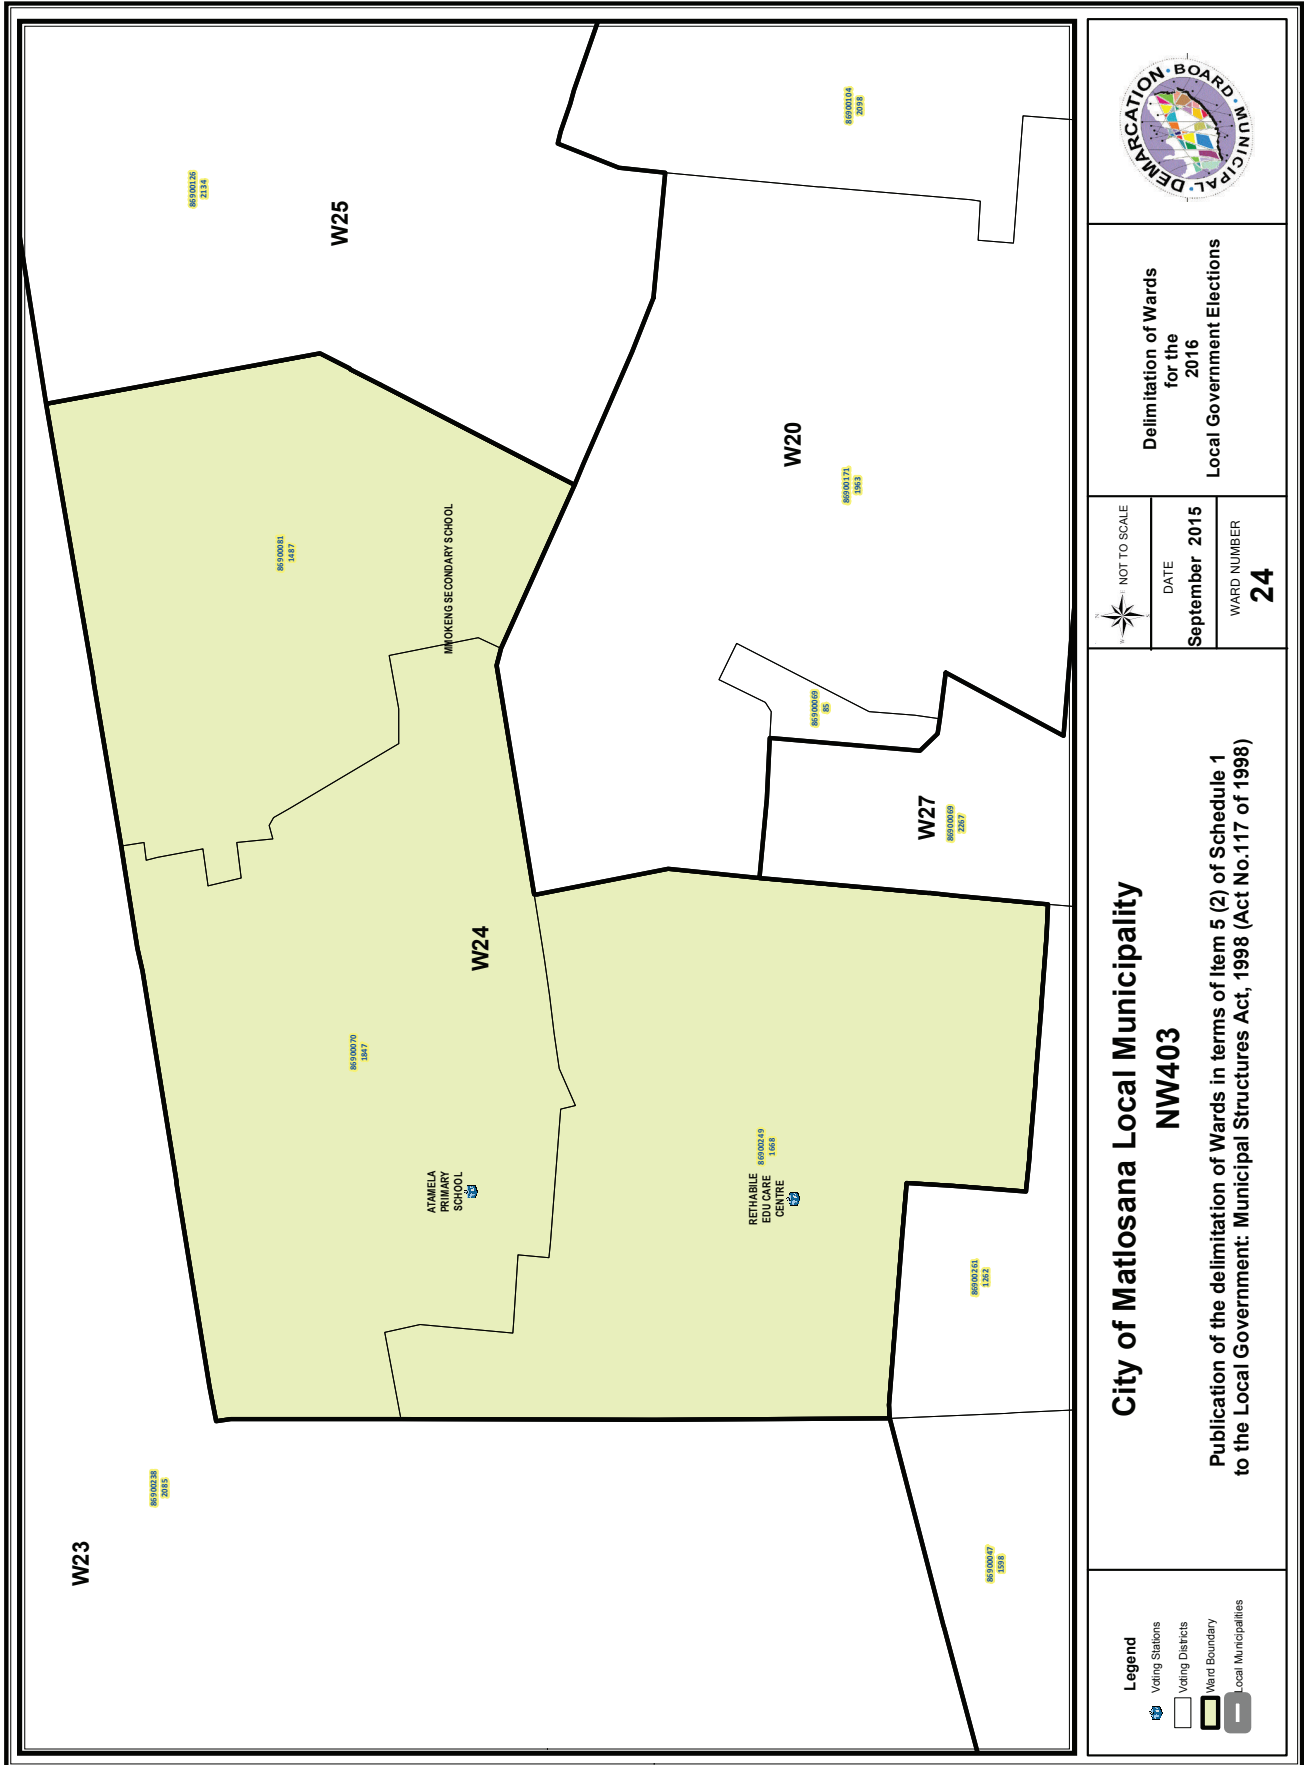 W23
86900238
2085
86900126
2134
W25
86900081
1487
MMOKENG SECONDARY SCHOOL
86900070
1847
W24
ATAMELA
PRIMARY
SCHOOL
RETHABILE
EDU CARE
CENTRE
86900249
1668
86900104
2098
W20
86900171
1963
86900069
85
W27
86900069
2267
86900261
1262
86900047
1598
Legend
Voting Stations
Voting Districts
Ward Boundary
Local Municipalities
City of Matlosana Local Municipality
NW403
Publication of the delimitation of Wards in terms of Item 5 (2) of Schedule 1
to the Local Government: Municipal Structures Act, 1998 (Act No.117 of 1998)
NOT TO SCALE
DATE
September 2015
WARD NUMBER
24
Delimitation of Wards
for the
2016
Local Government Elections
MUNICIPAL DEMARCATION BOARD